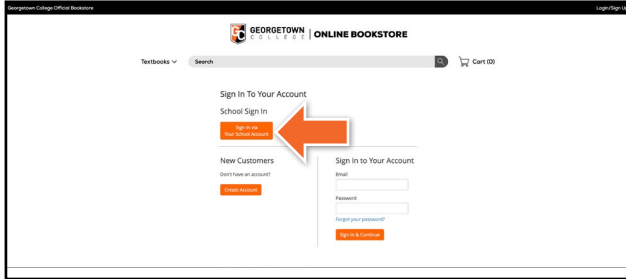 Georgetown College Official Bookstore
Login/Sign Up
GC GEORGETOWN COLLEGE | ONLINE BOOKSTORE
Textbooks
Search
Cart (0)
Sign In To Your Account
School Sign In
Sign in via
Your School Account
New Customers
Don't have an account?
Create Account
Sign In to Your Account
Email
Password
Forgot your password?
Sign In & Continue